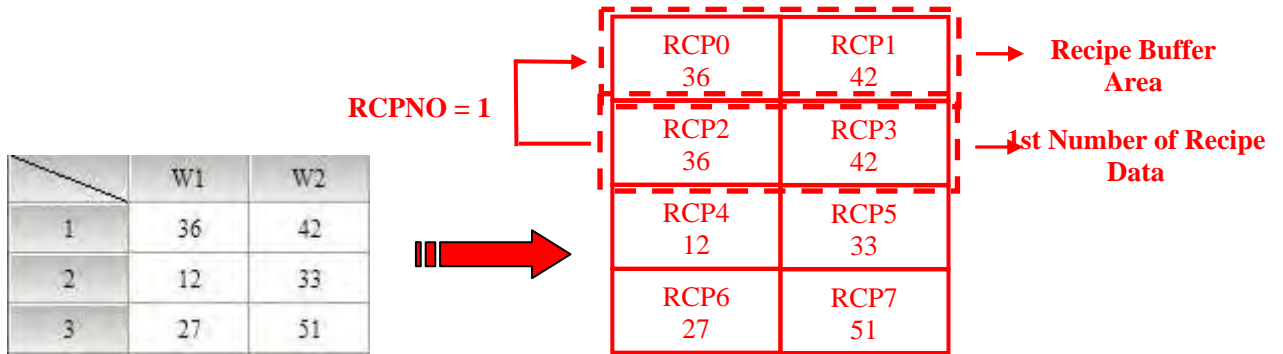 RCP0 RCP1
36 42
Recipe Buffer
Area
RCPNO = 1
RCP2 RCP3
36 42
1st Number of Recipe
Data
RCP4 RCP5
12 33
RCP6 RCP7
27 51
W1 W2
1 36 42
2 12 33
3 27 51